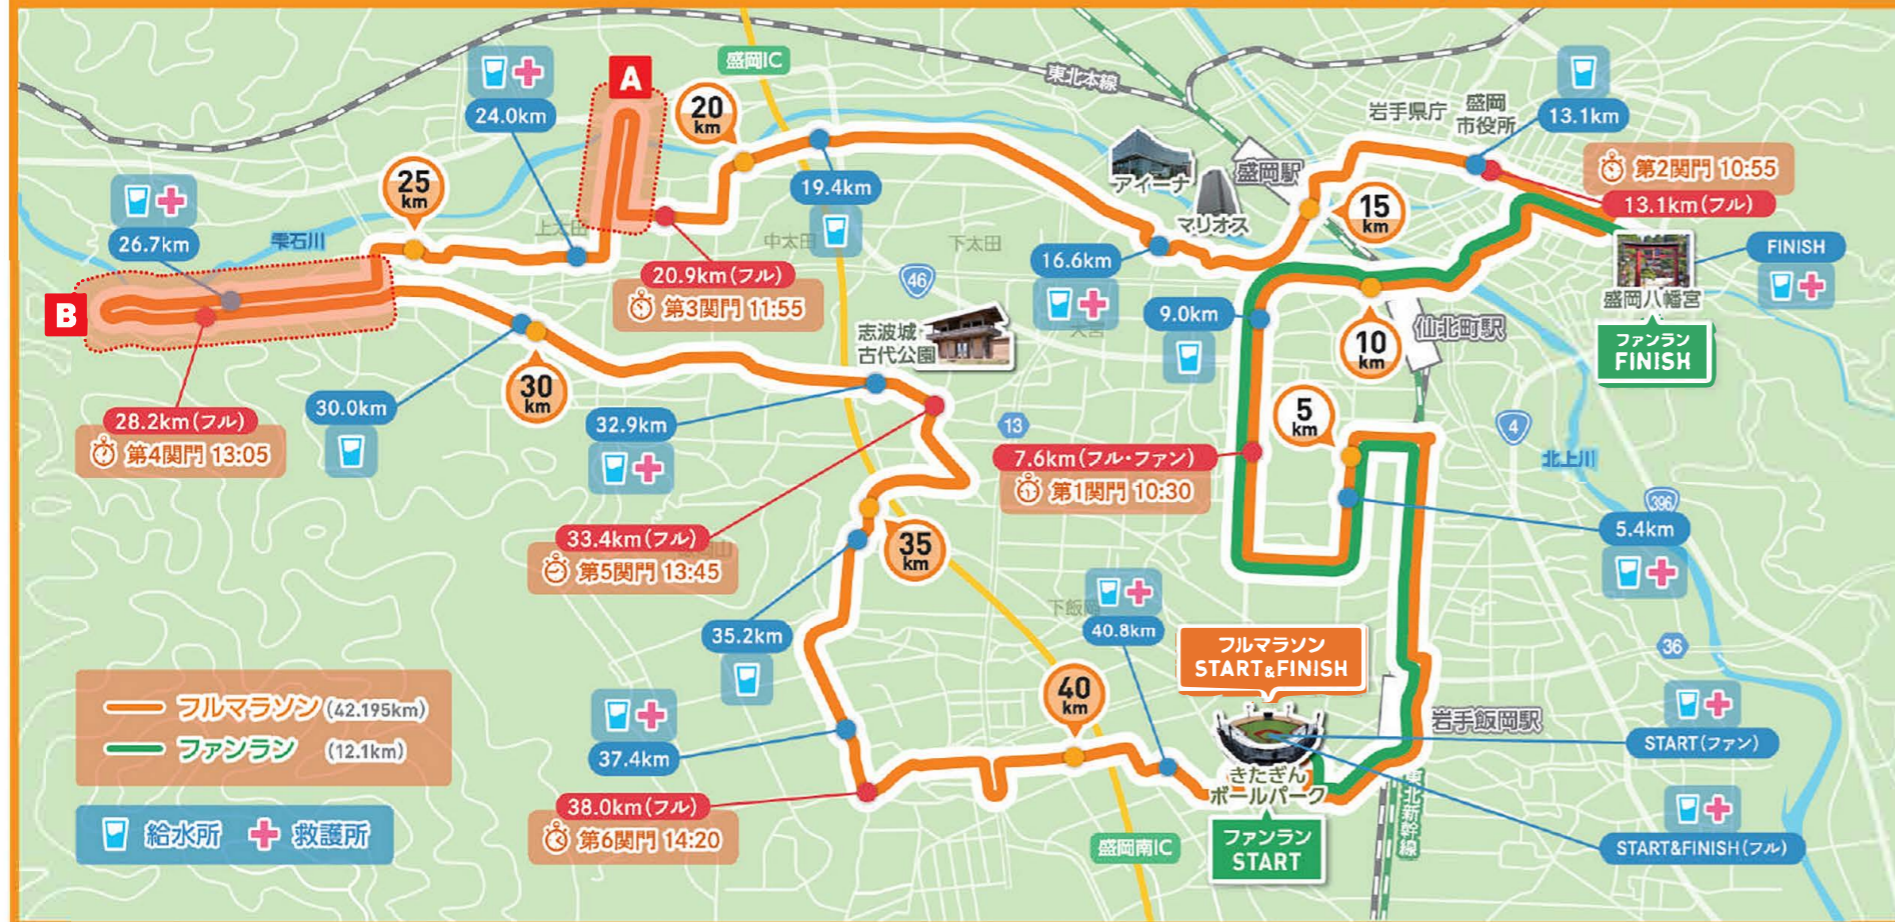 A
盛岡IC
20
km
24.0km
東北本線
岩手県庁
盛岡
市役所
13.1km
第2関門 10:55
13.1km(フル)
26.7km
25
km
雫石川
上太田
19.4km
中太田
下太田
アイーナ
マリオス
盛岡駅
15
km
16.6km
FINISH
盛岡八幡宮
ファンラン
FINISH
B
20.9km(フル)
第3関門 11:55
46
志波城
古代公園
9.0km
10
km
仙北町駅
28.2km(フル)
第4関門 13:05
30.0km
30
km
32.9km
13
5
km
4
北上川
7.6km(フル・ファン)
第1関門 10:30
396
5.4km
33.4km(フル)
第5関門 13:45
35
km
35.2km
40.8km
フルマラソン
START&FINISH
36
40
km
37.4km
岩手飯岡駅
START(ファン)
きたぎん
ボールパーク
東北新幹線
38.0km(フル)
第6関門 14:20
盛岡南IC
ファンラン
START
START&FINISH(フル)
フルマラソン(42.195km)
ファンラン (12.1km)
給水所
救護所